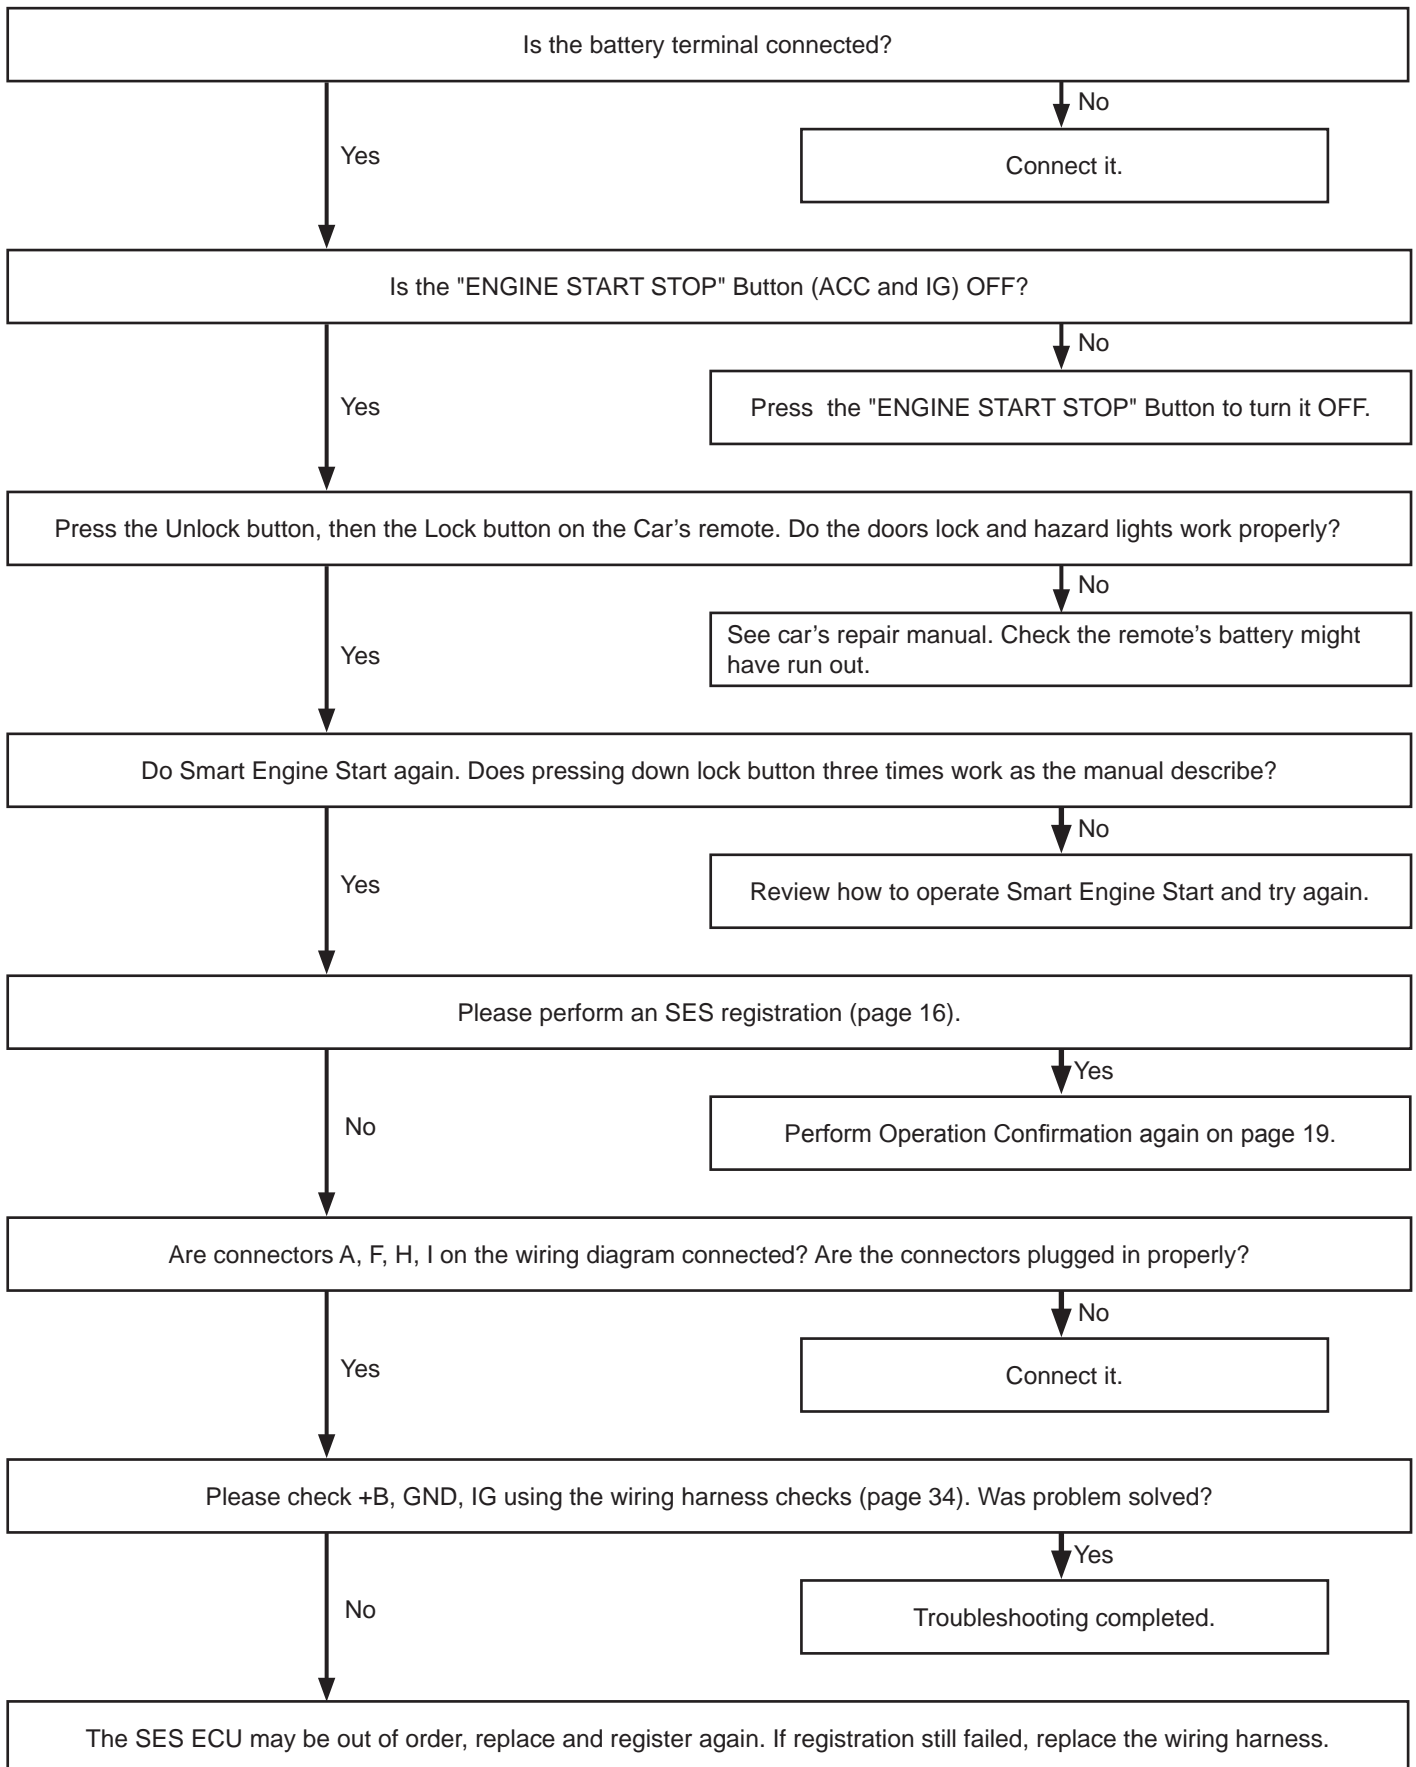 Is the battery terminal connected?
No
Yes
Connect it.
Is the "ENGINE START STOP" Button (ACC and IG) OFF?
No
Yes
Press  the "ENGINE START STOP" Button to turn it OFF.
Press the Unlock button, then the Lock button on the Car’s remote. Do the doors lock and hazard lights work properly?
No
Yes
See car’s repair manual. Check the remote’s battery might
have run out.
Do Smart Engine Start again. Does pressing down lock button three times work as the manual describe?
No
Yes
Review how to operate Smart Engine Start and try again.
Please perform an SES registration (page 16).
Yes
No
Perform Operation Confirmation again on page 19.
Are connectors A, F, H, I on the wiring diagram connected? Are the connectors plugged in properly?
No
Yes
Connect it.
Please check +B, GND, IG using the wiring harness checks (page 34). Was problem solved?
Yes
No
Troubleshooting completed.
The SES ECU may be out of order, replace and register again. If registration still failed, replace the wiring harness.